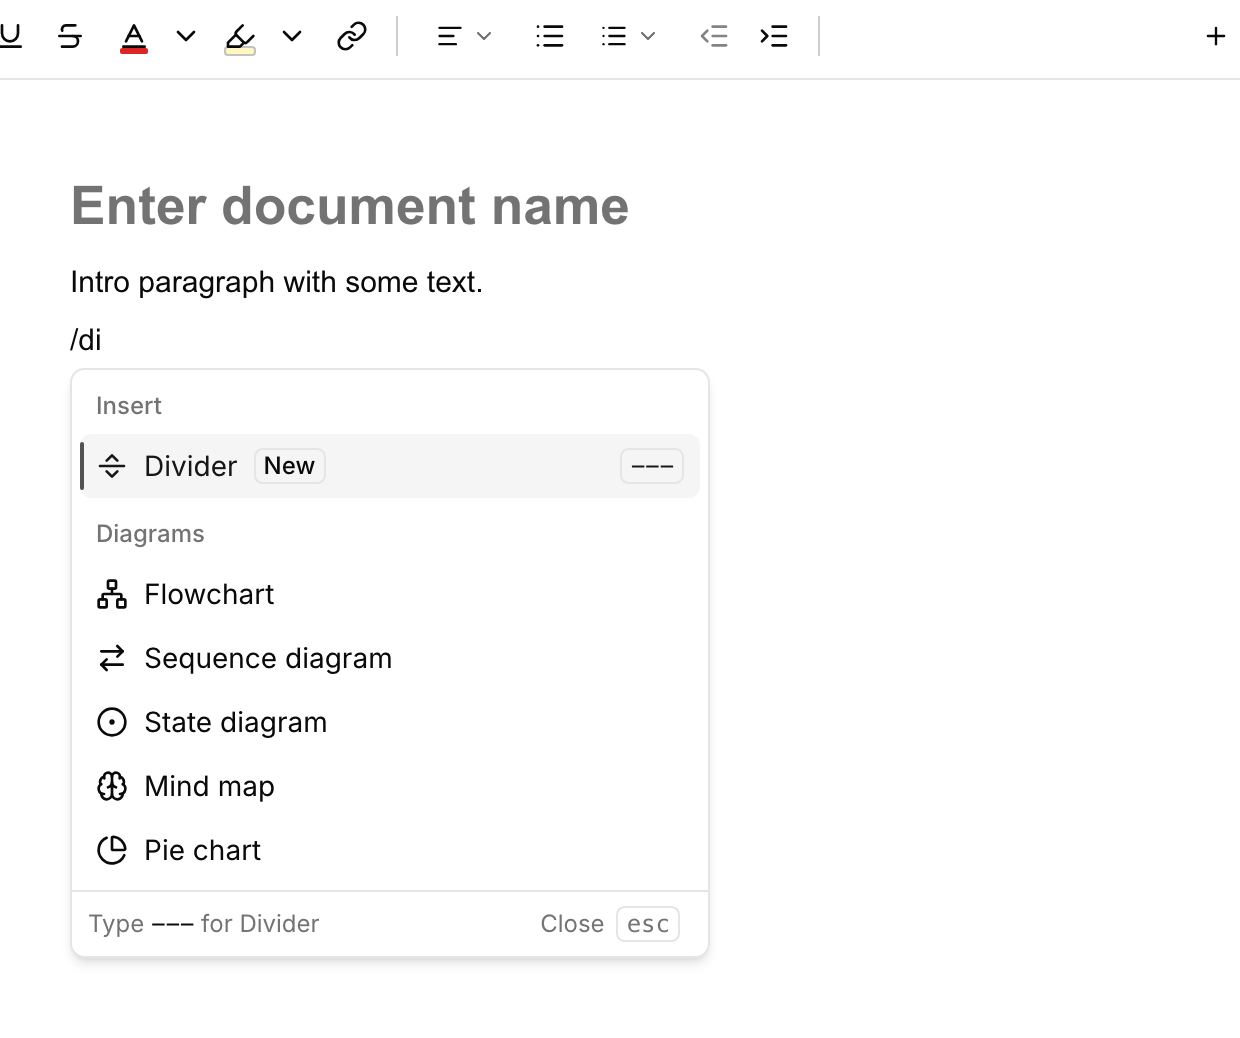 Enter document name
Intro paragraph with some text.
/di
Insert
Divider New ---
Diagrams
Flowchart
Sequence diagram
State diagram
Mind map
Pie chart
Type --- for Divider Close esc